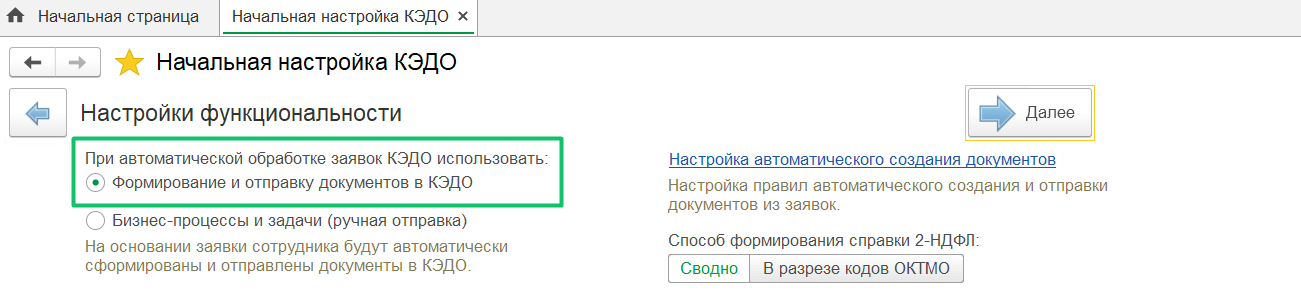 Начальная страница
Начальная настройка КЭДО ×
Начальная настройка КЭДО
Настройки функциональности
Далее
При автоматической обработке заявок КЭДО использовать:
Формирование и отправку документов в КЭДО
Бизнес-процессы и задачи (ручная отправка)
На основании заявки сотрудника будут автоматически
сформированы и отправлены документы в КЭДО.
Настройка автоматического создания документов
Настройка правил автоматического создания и отправки
документов из заявок.
Способ формирования справки 2-НДФЛ:
Сводно
В разрезе кодов ОКТМО